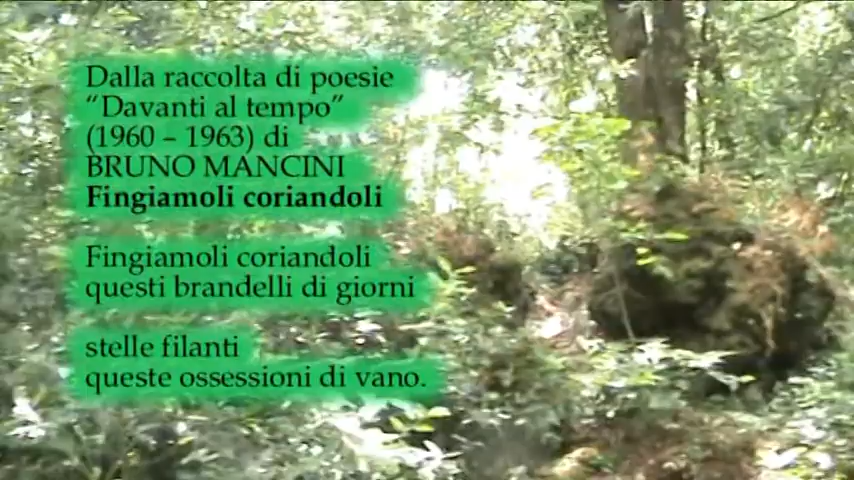 Dalla raccolta di poesie
“Davanti al tempo”
(1960 – 1963) di
BRUNO MANCINI
Fingiamoli coriandoli
Fingiamoli coriandoli
questi brandelli di giorni
stelle filanti
queste ossessioni di vano.